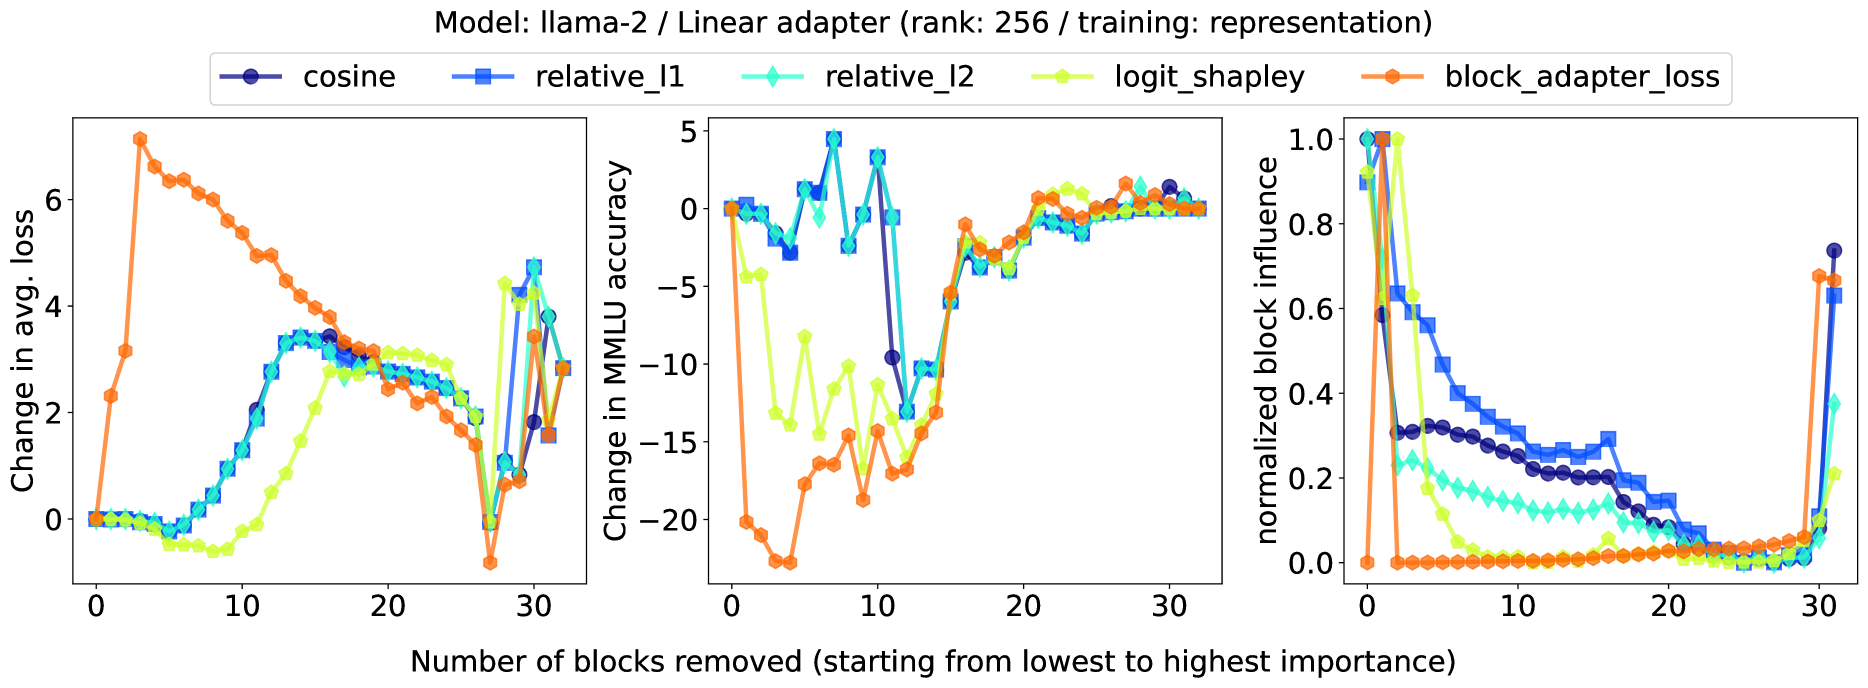 Model: llama-2 / Linear adapter (rank: 256 / training: representation)
cosine relative_l1 relative_l2 logit_shapley block_adapter_loss
Change in avg. loss
6
4
2
0
0 10 20 30
Change in MMLU accuracy
5
0
−5
−10
−15
−20
0 10 20 30
normalized block influence
1.0
0.8
0.6
0.4
0.2
0.0
0 10 20 30
Number of blocks removed (starting from lowest to highest importance)